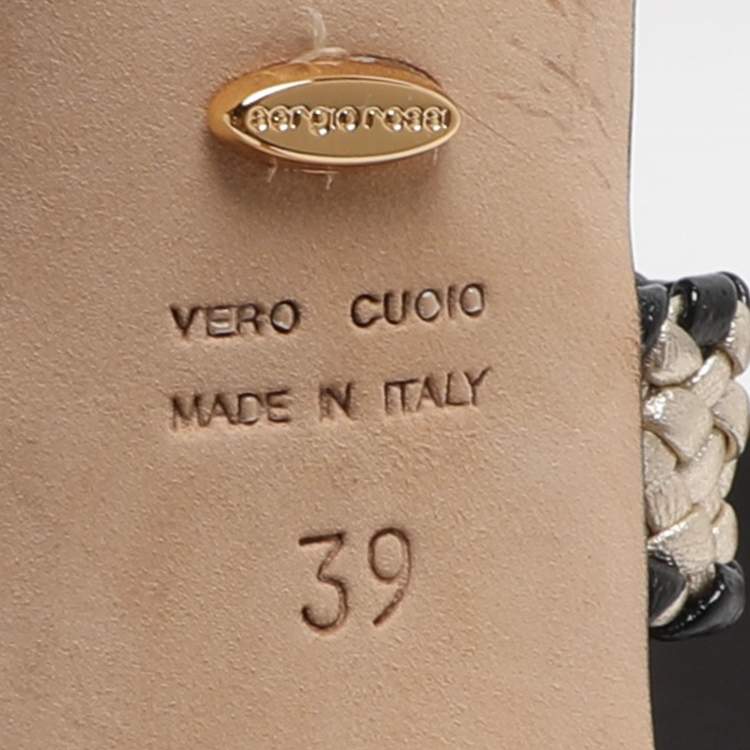 sergio rossi
VERO CUOIO
MADE IN ITALY
39